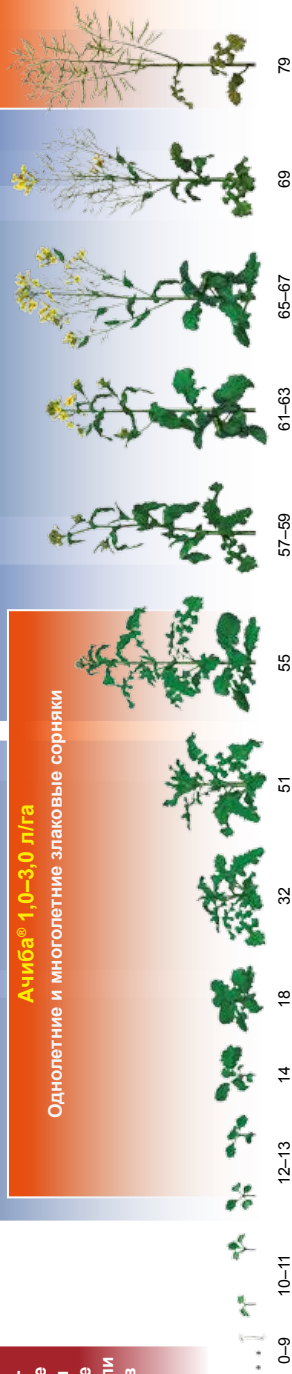 Ачиба® 1,0–3,0 л/га
Однолетние и многолетние злаковые сорняки
0–9 10–11 12–13 14 18 32 51 55 57–59 61–63 65–67 69 79